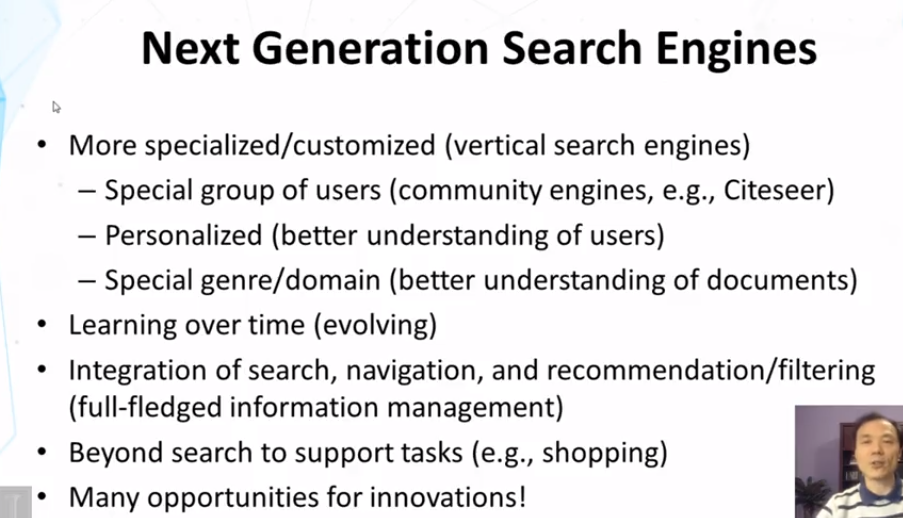 Next Generation Search Engines
• More specialized/customized (vertical search engines)
– Special group of users (community engines, e.g., Citeseer)
– Personalized (better understanding of users)
– Special genre/domain (better understanding of documents)
• Learning over time (evolving)
• Integration of search, navigation, and recommendation/filtering
(full-fledged information management)
• Beyond search to support tasks (e.g., shopping)
• Many opportunities for innovations!